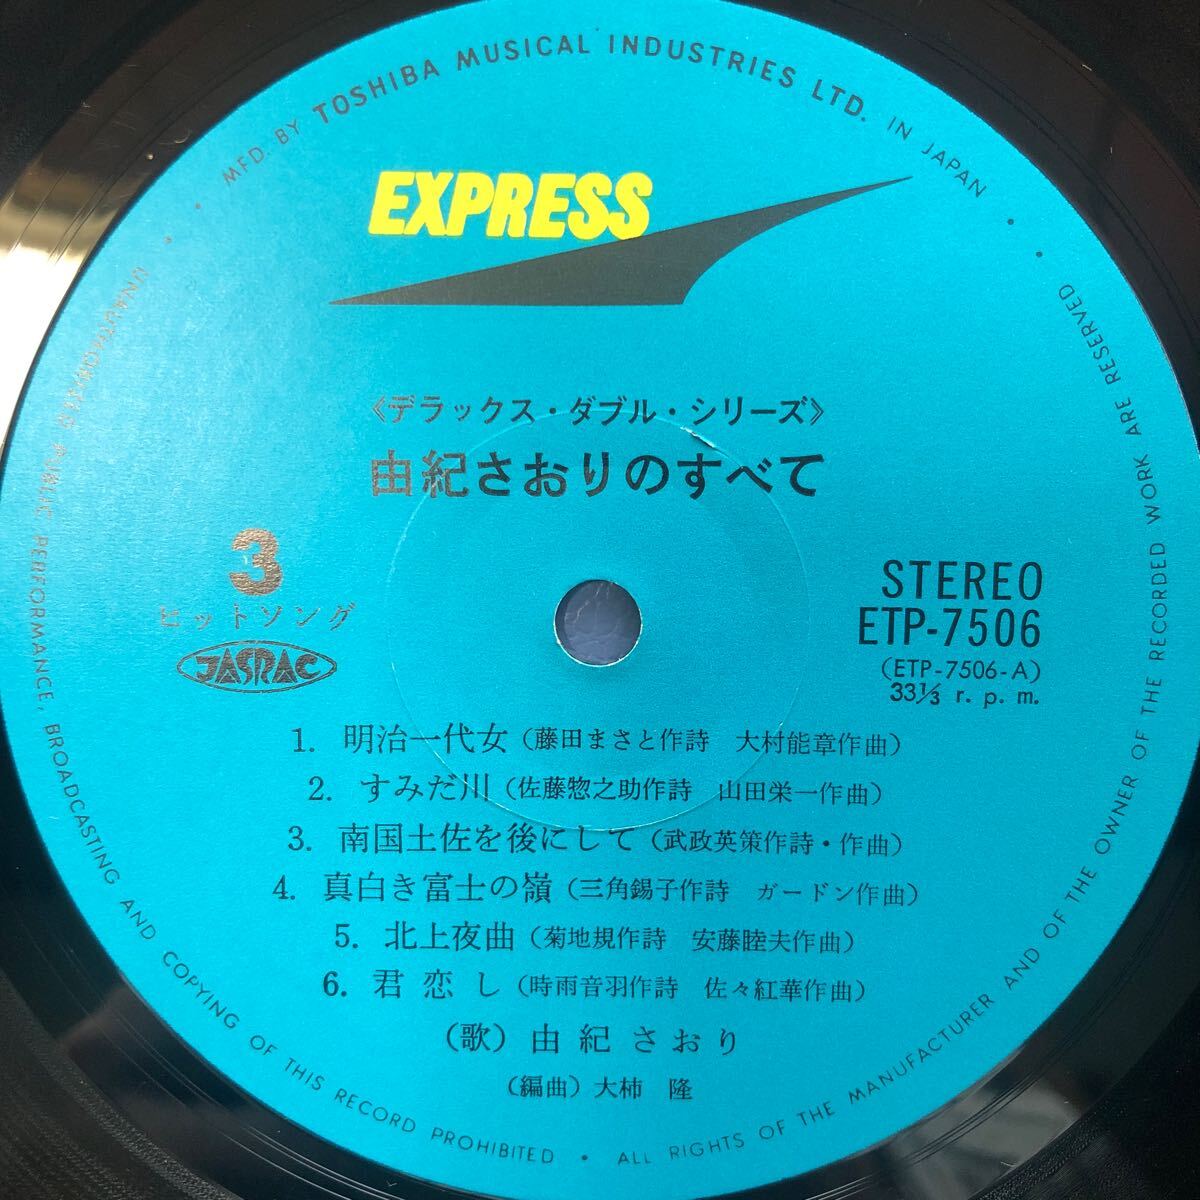 MFD. BY TOSHIBA MUSICAL INDUSTRIES LTD. IN JAPAN
EXPRESS
《デラックス・ダブル・シリーズ》
由紀さおりのすべて
3
ヒットソング
JASRAC
STEREO
ETP-7506
(ETP-7506-A)
33⅓ r. p. m.
1. 明治一代女（藤田まさと作詩 大村能章作曲）
2. すみだ川（佐藤惣之助作詩 山田栄一作曲）
3. 南国土佐を後にして（武政英策作詩・作曲）
4. 真白き富士の嶺（三角錫子作詩 ガードン作曲）
5. 北上夜曲（菊地規作詩 安藤睦夫作曲）
6. 君恋し（時雨音羽作詩 佐々紅華作曲）
（歌）由紀さおり
（編曲）大柿 隆
UNAUTHORIZED PUBLIC PERFORMANCE, BROADCASTING AND COPYING OF THIS RECORD PROHIBITED • ALL RIGHTS OF THE MANUFACTURER AND OF THE OWNER OF THE RECORDED WORK ARE RESERVED